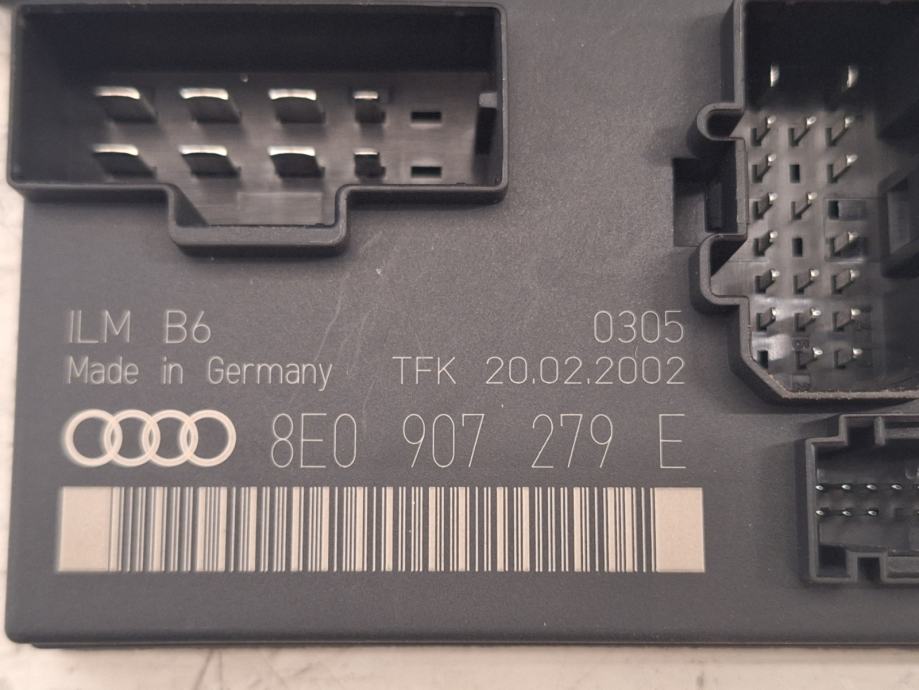 ILM B6 0305
Made in Germany TFK 20.02.2002
8E0 907 279 E